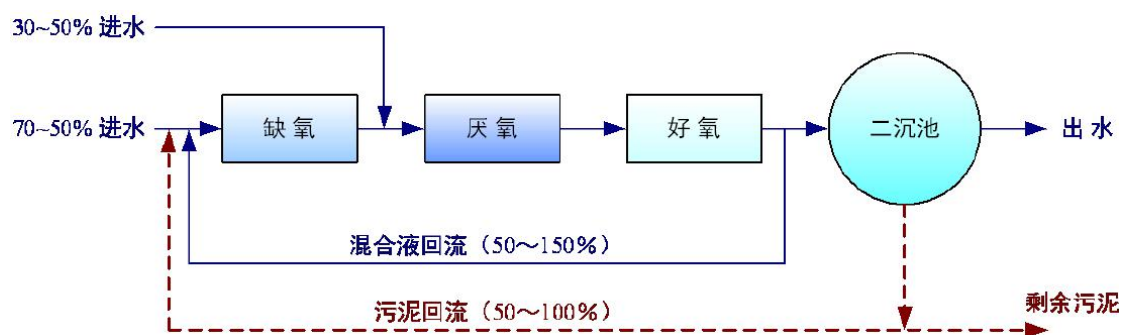 30~50% 进水
70~50% 进水
缺 氧
厌 氧
好 氧
二沉池
出 水
混合液回流（50～150%）
污泥回流（50～100%）
剩余污泥